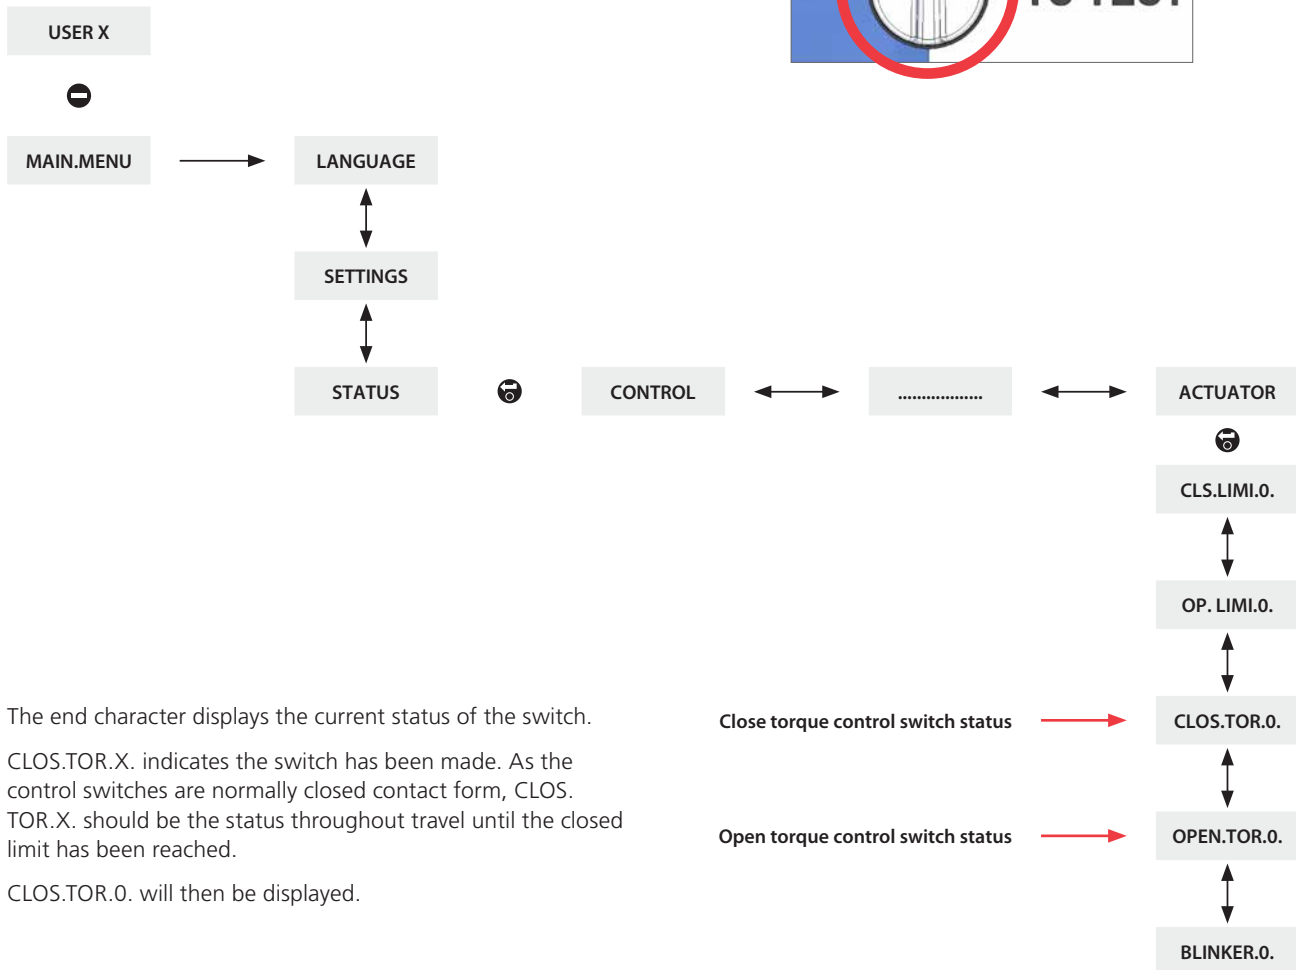 USER X
MAIN.MENU
LANGUAGE
SETTINGS
STATUS
CONTROL
..................
ACTUATOR
CLS.LIMI.0.
OP. LIMI.0.
Close torque control switch status
CLOS.TOR.0.
Open torque control switch status
OPEN.TOR.0.
BLINKER.0.
The end character displays the current status of the switch.
CLOS.TOR.X. indicates the switch has been made. As the
control switches are normally closed contact form, CLOS.
TOR.X. should be the status throughout travel until the closed
limit has been reached.
CLOS.TOR.0. will then be displayed.